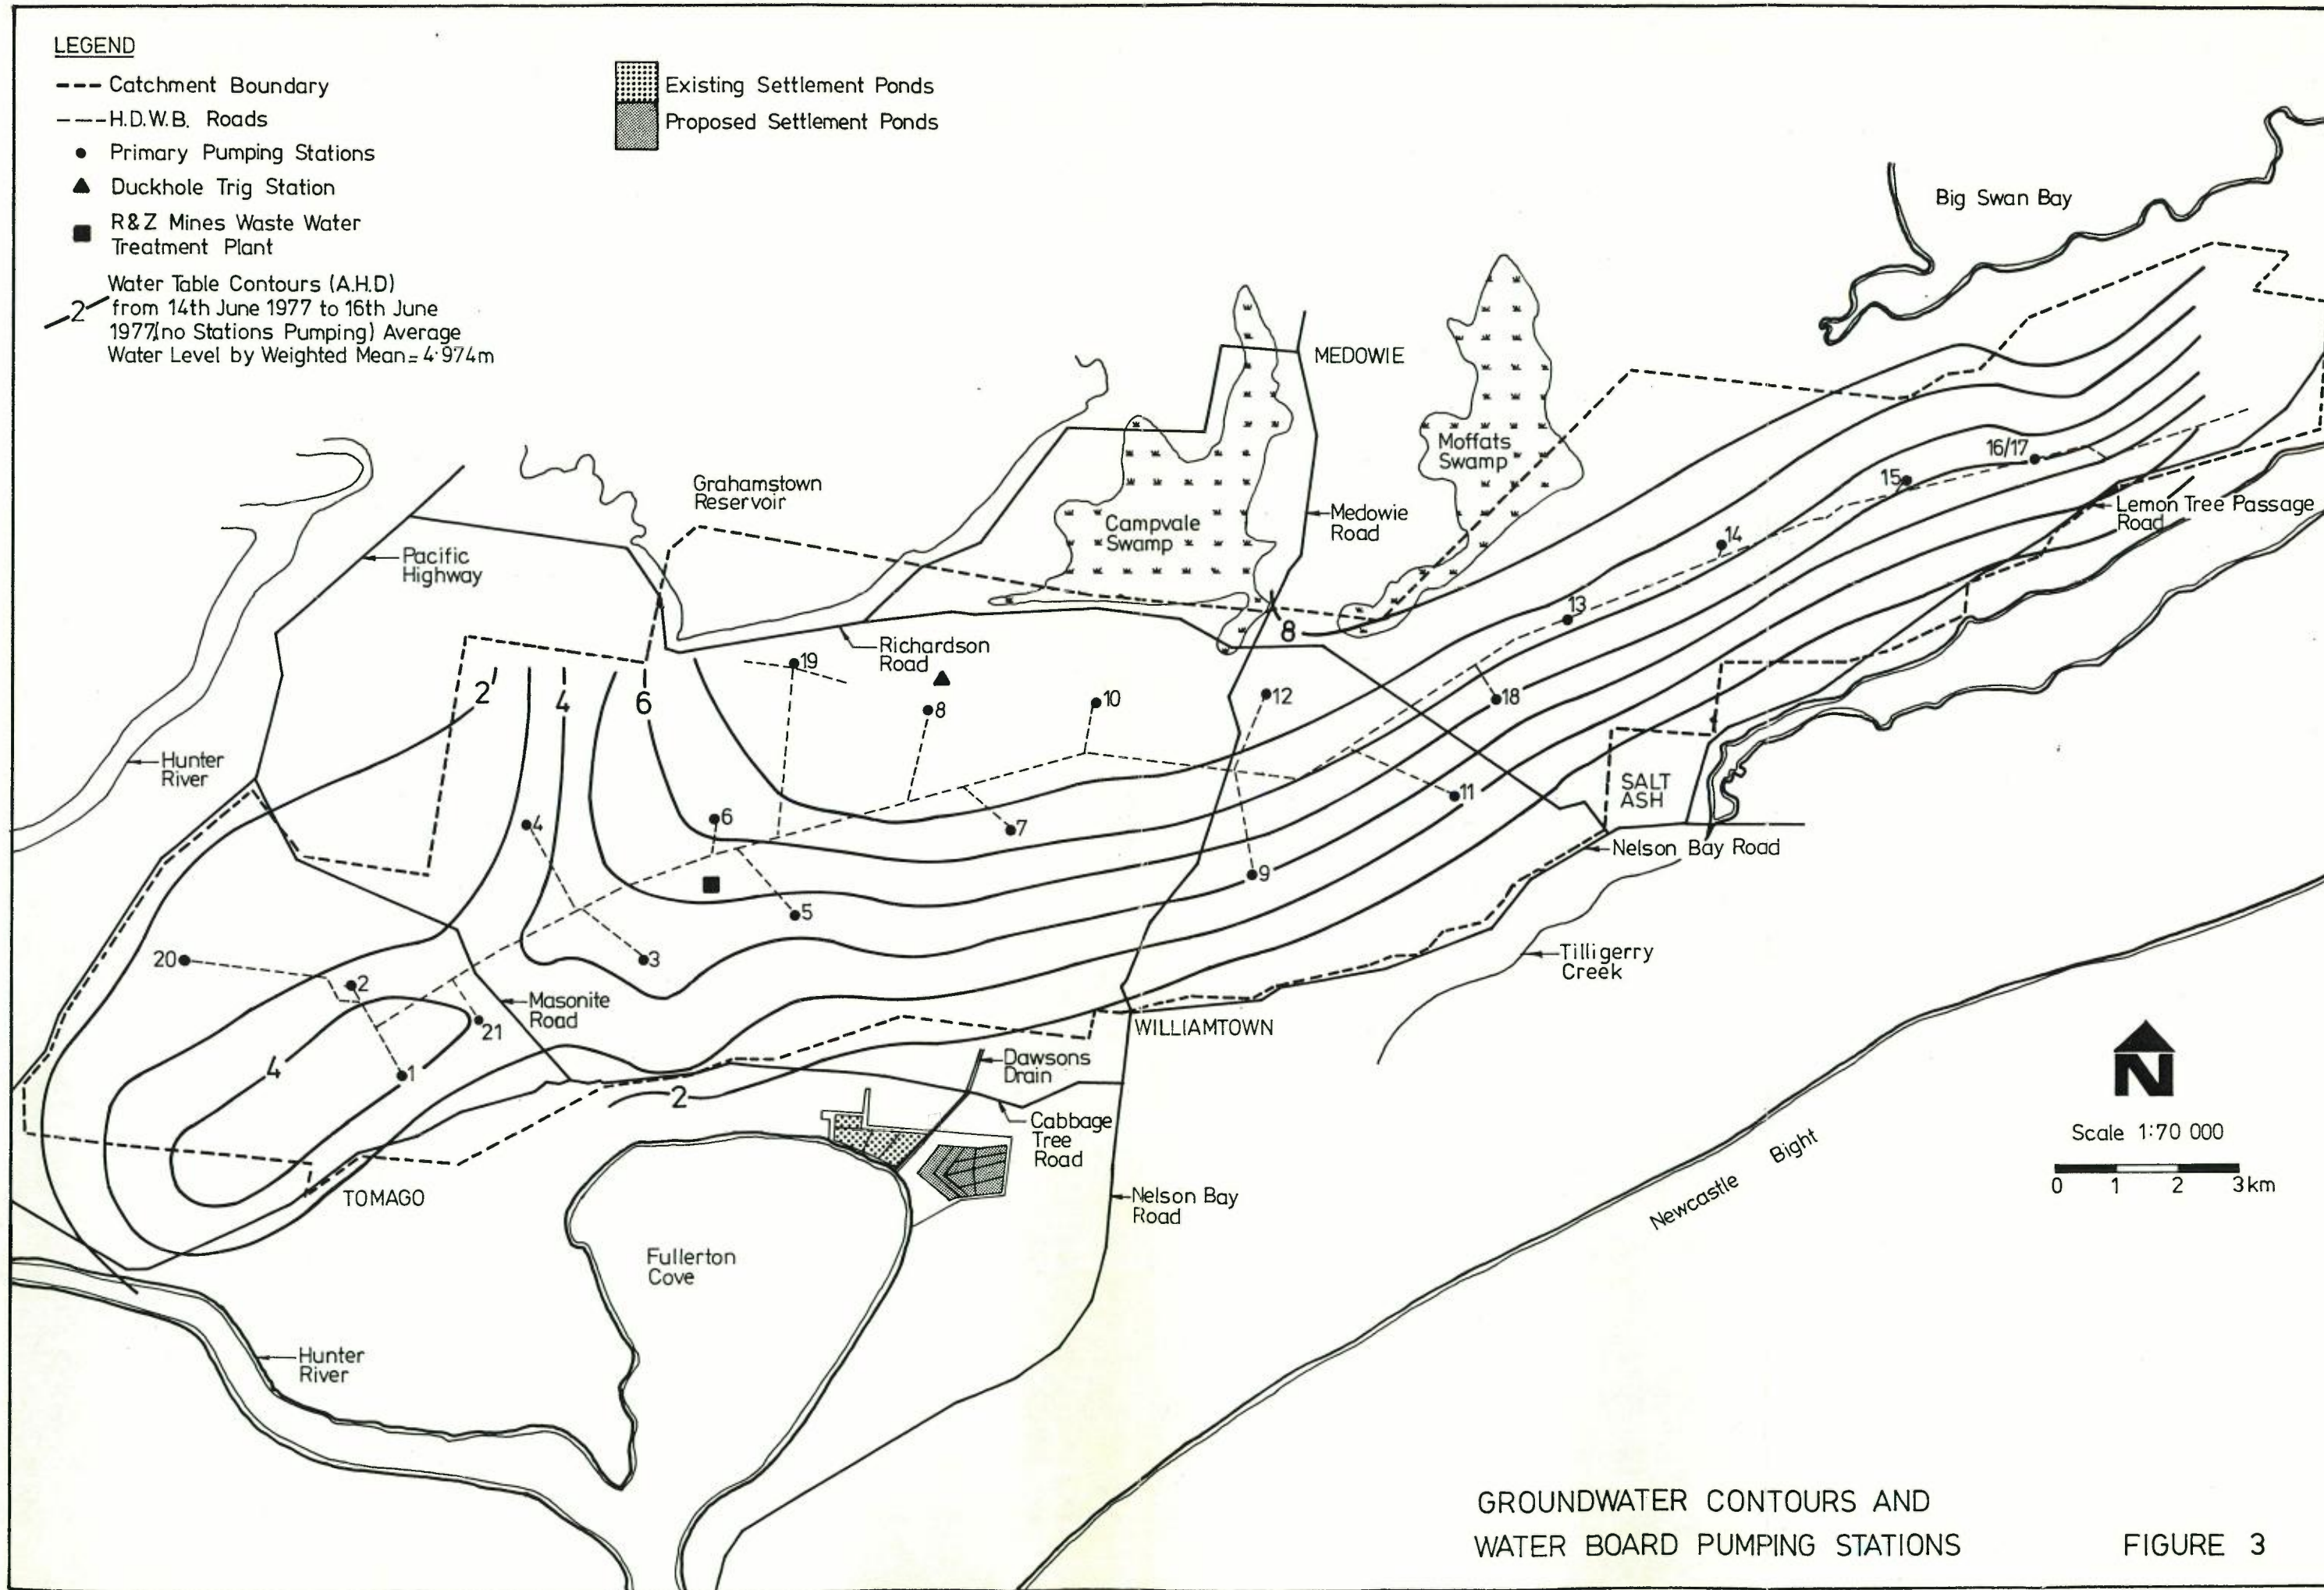 LEGEND
Catchment Boundary
H.D.W.B. Roads
Primary Pumping Stations
Duckhole Trig Station
R&Z Mines Waste Water
Treatment Plant
2
Water Table Contours (A.H.D)
from 14th June 1977 to 16th June
1977(no Stations Pumping) Average
Water Level by Weighted Mean = 4·974m
Existing Settlement Ponds
Proposed Settlement Ponds
Big Swan Bay
MEDOWIE
Moffats
Swamp
Grahamstown
Reservoir
Campvale
Swamp
Medowie
Road
16/17
15
Lemon Tree Passage
Road
14
Pacific
Highway
13
8
Richardson
Road
19
2
4
6
8
10
12
18
Hunter
River
SALT
ASH
11
4
6
7
Nelson Bay Road
9
5
20
3
Tilligerry
Creek
2
Masonite
Road
21
WILLIAMTOWN
4
1
Dawsons
Drain
2
Cabbage
Tree
Road
TOMAGO
Nelson Bay
Road
Fullerton
Cove
Newcastle Bight
N
Scale 1:70 000
0 1 2 3km
Hunter
River
GROUNDWATER CONTOURS AND
WATER BOARD PUMPING STATIONS
FIGURE 3